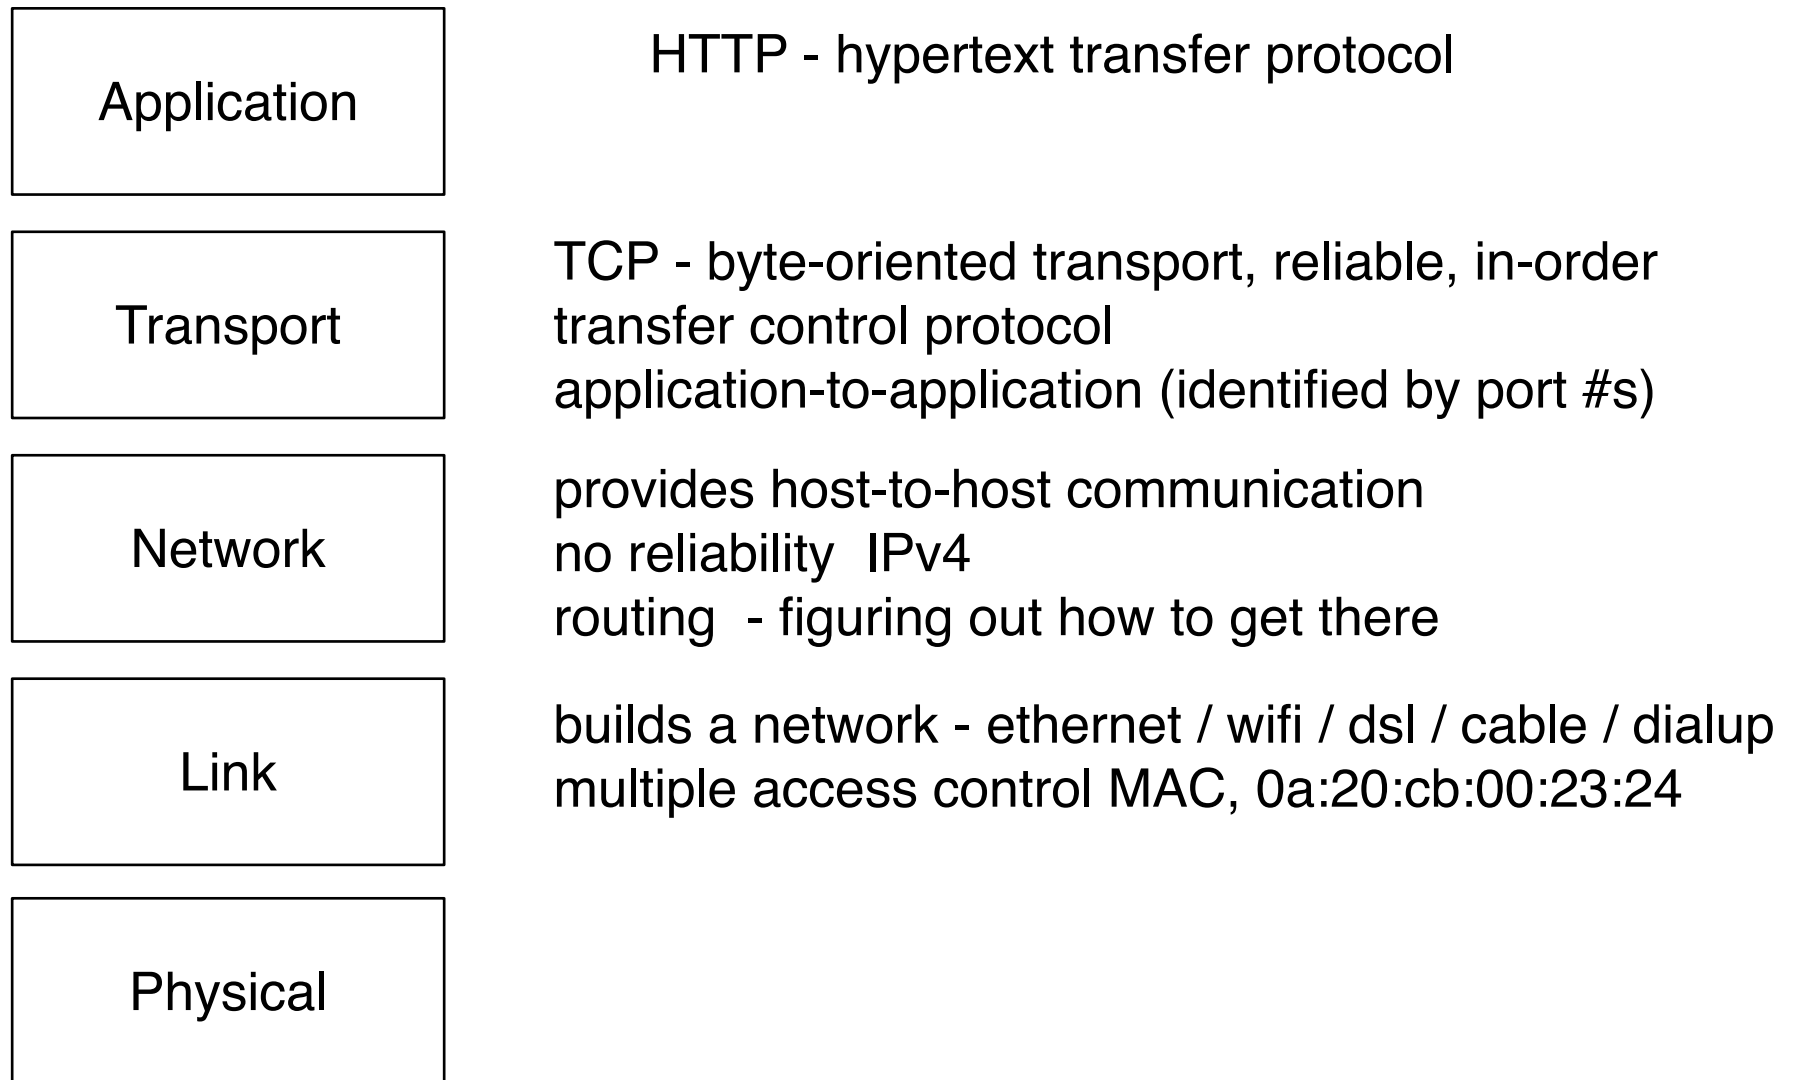 Application
HTTP - hypertext transfer protocol
Transport
TCP - byte-oriented transport, reliable, in-order
transfer control protocol
application-to-application (identified by port #s)
Network
provides host-to-host communication
no reliability  IPv4
routing  - figuring out how to get there
Link
builds a network - ethernet / wifi / dsl / cable / dialup
multiple access control MAC, 0a:20:cb:00:23:24
Physical